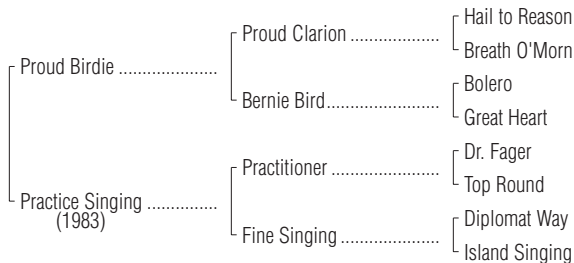 Hail to Reason
Proud Clarion ...................
Breath O'Morn
Proud Birdie .....................
Bolero
Bernie Bird........................
Great Heart
Dr. Fager
Practitioner .......................
Top Round
Practice Singing ...............
(1983)
Diplomat Way
Fine Singing .....................
Island Singing